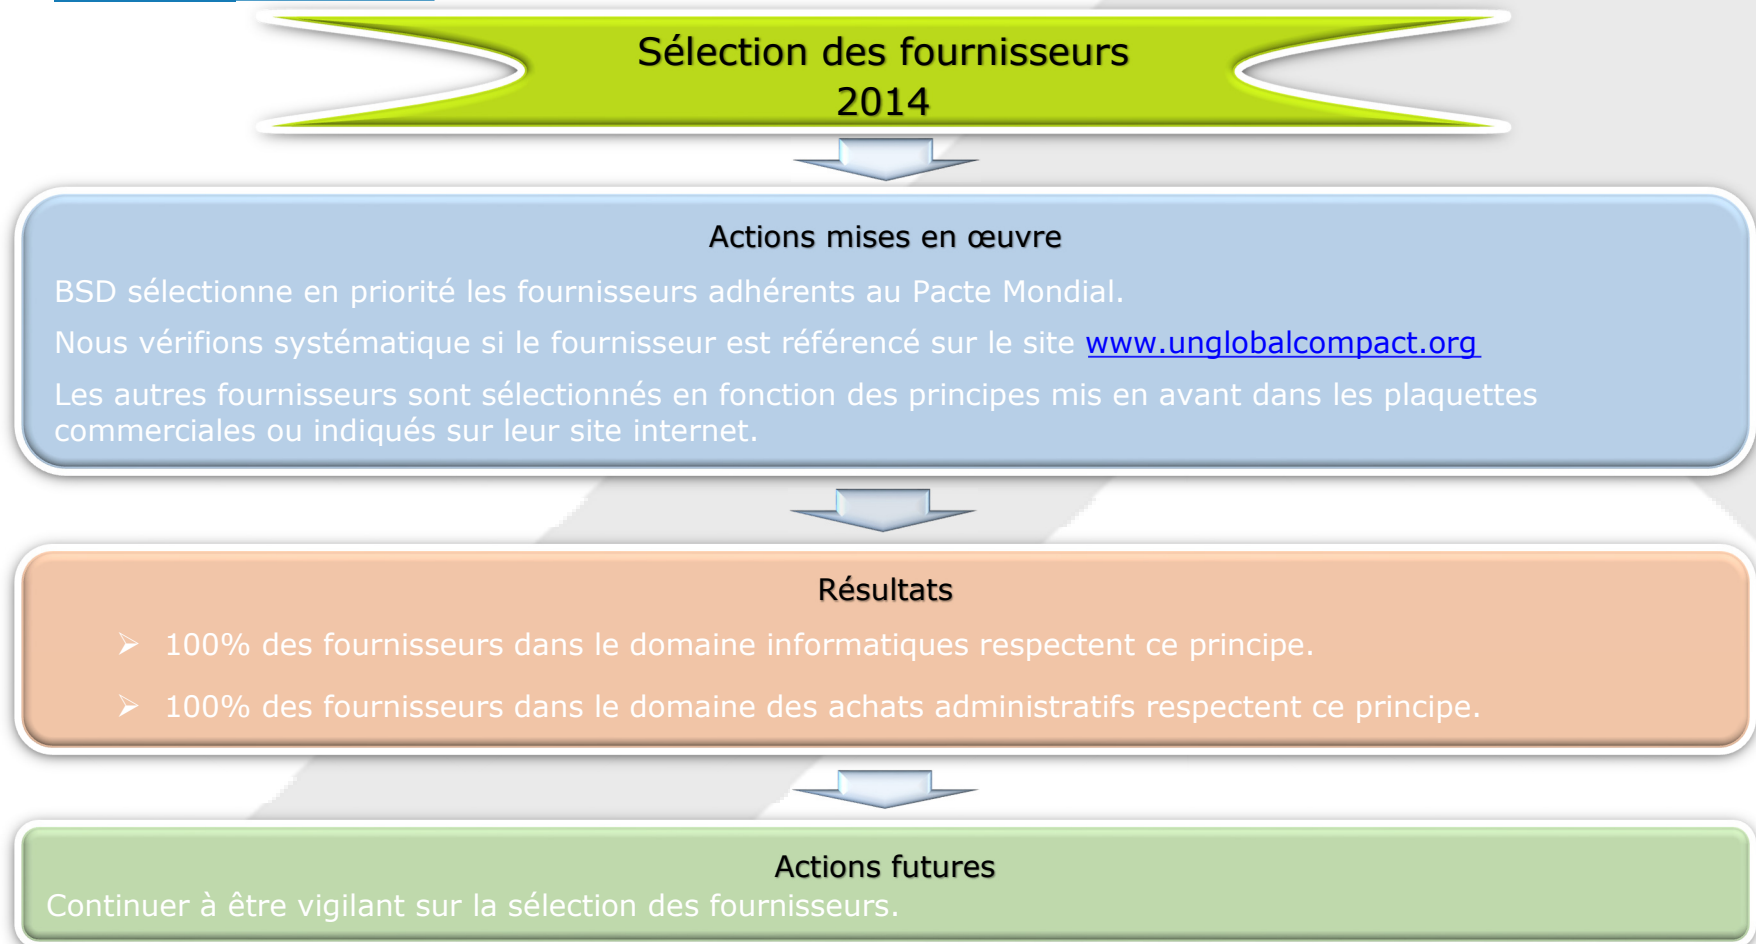 Sélection des fournisseurs
2014
Actions mises en œuvre
BSD sélectionne en priorité les fournisseurs adhérents au Pacte Mondial.
Nous vérifions systématique si le fournisseur est référencé sur le site www.unglobalcompact.org
Les autres fournisseurs sont sélectionnés en fonction des principes mis en avant dans les plaquettes
commerciales ou indiqués sur leur site internet.
Résultats
➢ 100% des fournisseurs dans le domaine informatiques respectent ce principe.
➢ 100% des fournisseurs dans le domaine des achats administratifs respectent ce principe.
Actions futures
Continuer à être vigilant sur la sélection des fournisseurs.